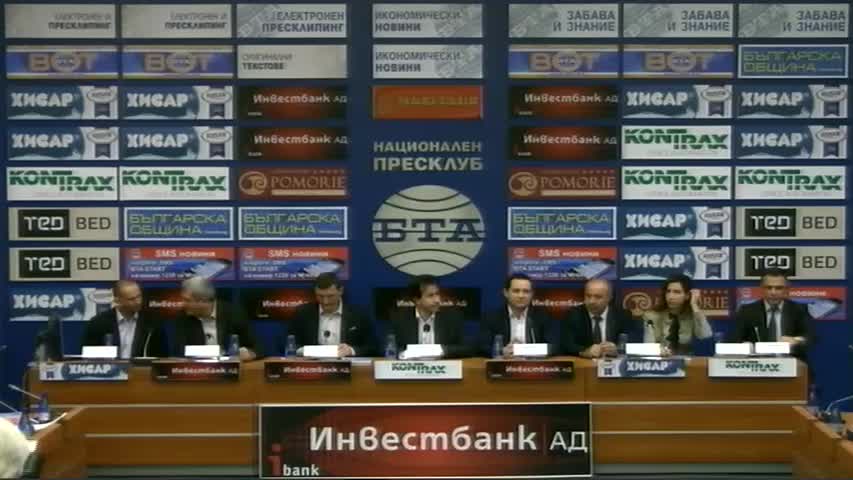 ЕЛЕКТРОНЕН И ПРЕСКЛИПИНГ
ЕЛЕКТРОНЕН И ПРЕСКЛИПИНГ
ЕЛЕКТРОНЕН И ПРЕСКЛИПИНГ
ИКОНОМИЧЕСКИ НОВИНИ
БТА
ЗАБАВА И ЗНАНИЕ
БТА
ЗАБАВА И ЗНАНИЕ
ВОТ
ВОТ
ОРИГИНАЛНИ ТЕКСТОВЕ
ИКОНОМИЧЕСКИ НОВИНИ
ВОТ
ВОТ
БЪЛГАРСКА ОБЩИНА
ХИСАР
ХИСАР
Инвестбанк АД
Инвестбанк АД
ХИСАР
ХИСАР
ХИСАР
ХИСАР
Инвестбанк АД
НАЦИОНАЛЕН ПРЕСКЛУБ
Инвестбанк АД
KONTRAX
ХИСАР
KONTRAX
KONTRAX
POMORIE
POMORIE
KONTRAX
KONTRAX
TED BED
БЪЛГАРСКА ОБЩИНА
БЪЛГАРСКА ОБЩИНА
БТА
БЪЛГАРСКА ОБЩИНА
ХИСАР
TED BED
TED BED
SMS НОВИНИ
SMS НОВИНИ
SMS НОВИНИ
ХИСАР
TED BED
ХИСАР
Инвестбанк
ХИСАР
Инвестбанк АД
KONTRAX
Инвестбанк АД
ХИСАР
KONTRAX
Инвестбанк АД
ibank